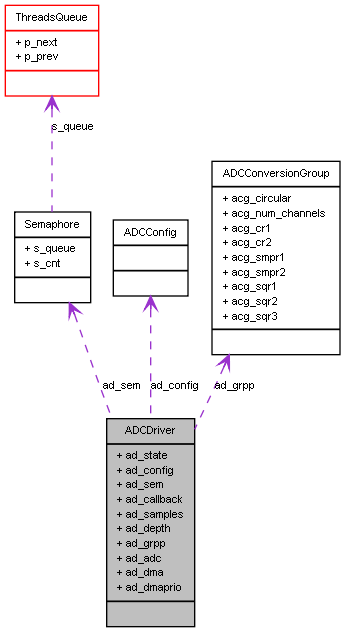 ThreadsQueue
+ p_next
+ p_prev
s_queue
ADCConversionGroup
+ acg_circular
+ acg_num_channels
+ acg_cr1
+ acg_cr2
+ acg_smpr1
+ acg_smpr2
+ acg_sqr1
+ acg_sqr2
+ acg_sqr3
Semaphore
+ s_queue
+ s_cnt
ADCConfig
ad_sem
ad_config
ad_grpp
ADCDriver
+ ad_state
+ ad_config
+ ad_sem
+ ad_callback
+ ad_samples
+ ad_depth
+ ad_grpp
+ ad_adc
+ ad_dma
+ ad_dmaprio